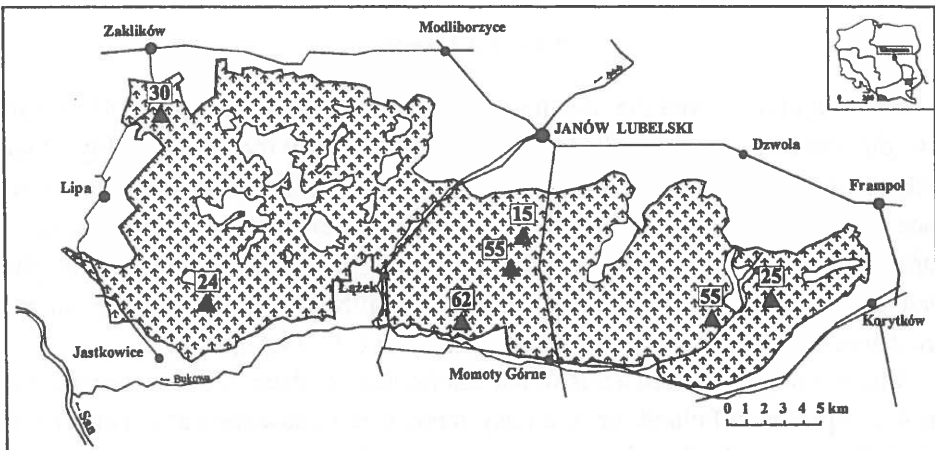 Zaklików
Modliborzyce
30
JANÓW LUBELSKI
Dzwola
Lipa
Frampol
15
55
24
Łążek
62
55
25
Korytków
Jastkowice
Bukowa
Momoty Górne
San
0 1 2 3 4 5 km